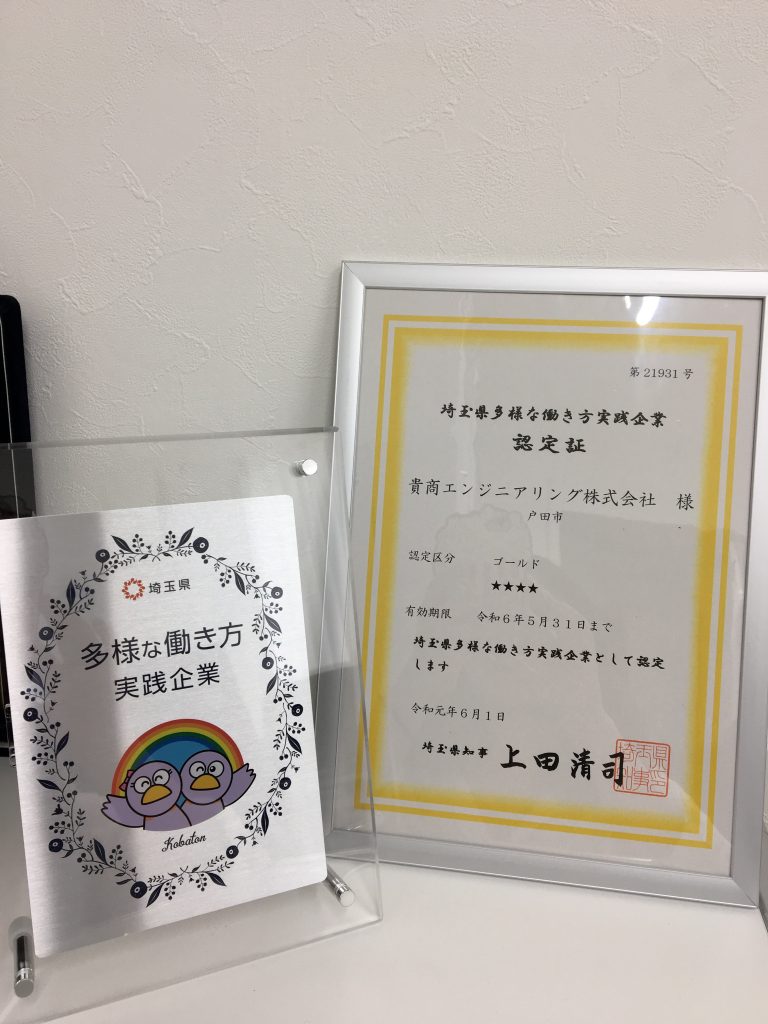 埼玉県
多様な働き方
実践企業
Kobaton
第21931号
埼玉県多様な働き方実践企業
認定証
貴商エンジニアリング株式会社 様
戸田市
認定区分 ゴールド
★★★★
有効期限 令和6年5月31日まで
埼玉県多様な働き方実践企業として認定
します
令和元年6月1日
埼玉県知事 上田清司
埼玉県知事印